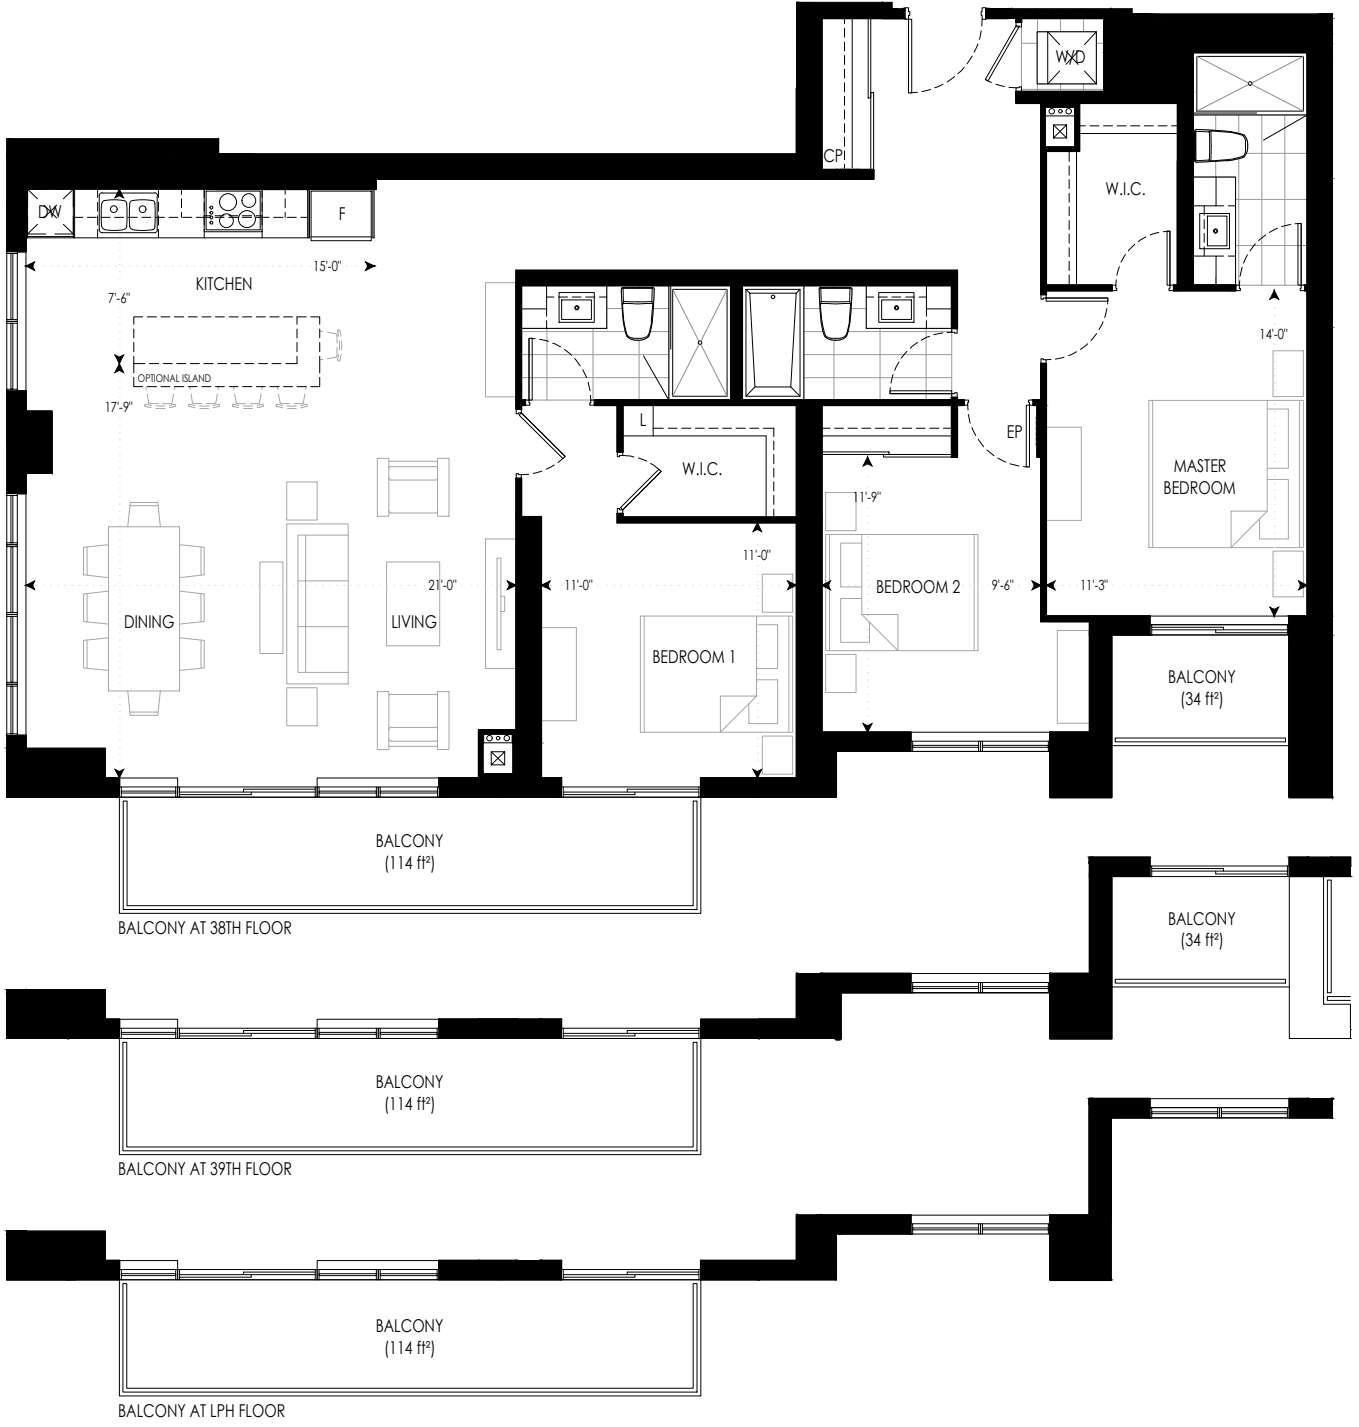 W/D
CP
W.I.C.
DW
F
15'-0"
KITCHEN
7'-6"
14'-0"
OPTIONAL ISLAND
17'-9"
L
EP
W.I.C.
MASTER
BEDROOM
11'-9"
11'-0"
21'-0"
11'-0"
BEDROOM 2
9'-6"
11'-3"
DINING
LIVING
BEDROOM 1
BALCONY
(34 ft²)
BALCONY
(114 ft²)
BALCONY AT 38TH FLOOR
BALCONY
(34 ft²)
BALCONY
(114 ft²)
BALCONY AT 39TH FLOOR
BALCONY
(114 ft²)
BALCONY AT LPH FLOOR